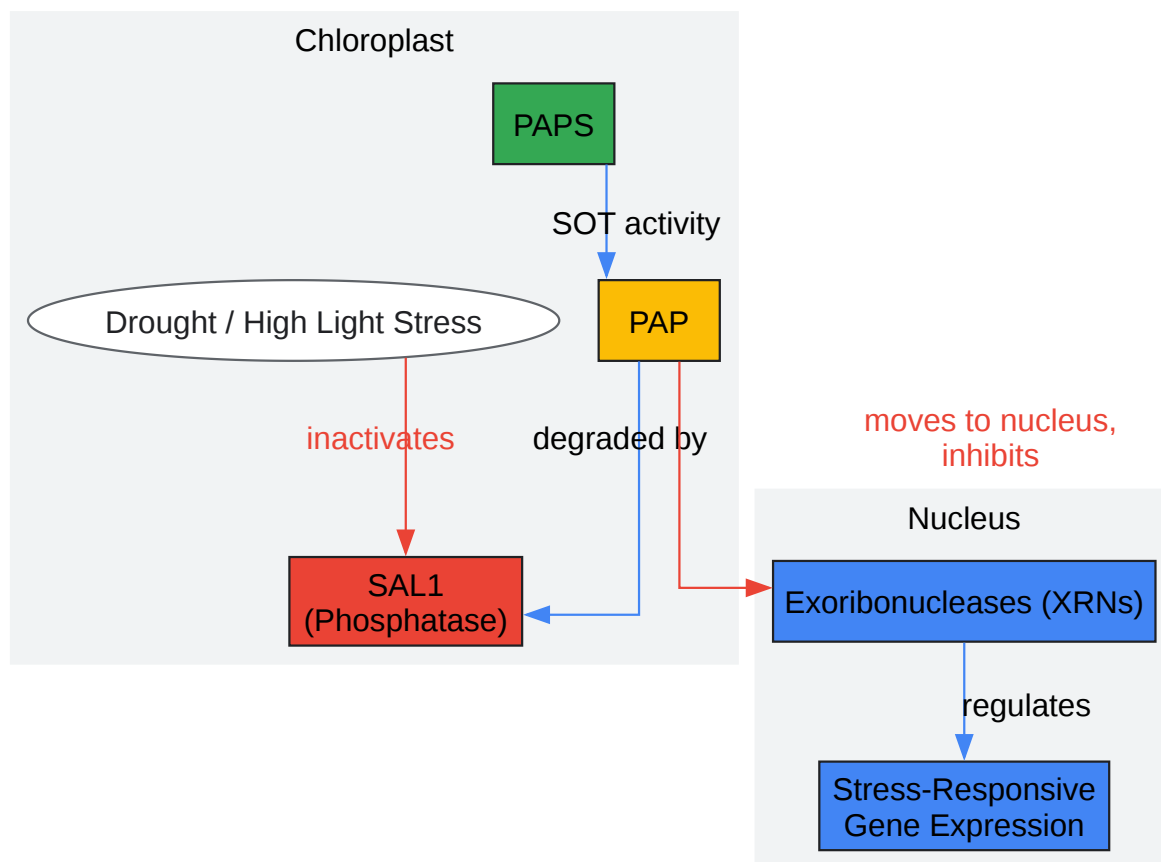 Chloroplast
PAPS
SOT activity
Drought / High Light Stress
PAP
inactivates
degraded by
moves to nucleus,
inhibits
Nucleus
SAL1
(Phosphatase)
Exoribonucleases (XRNs)
regulates
Stress-Responsive
Gene Expression